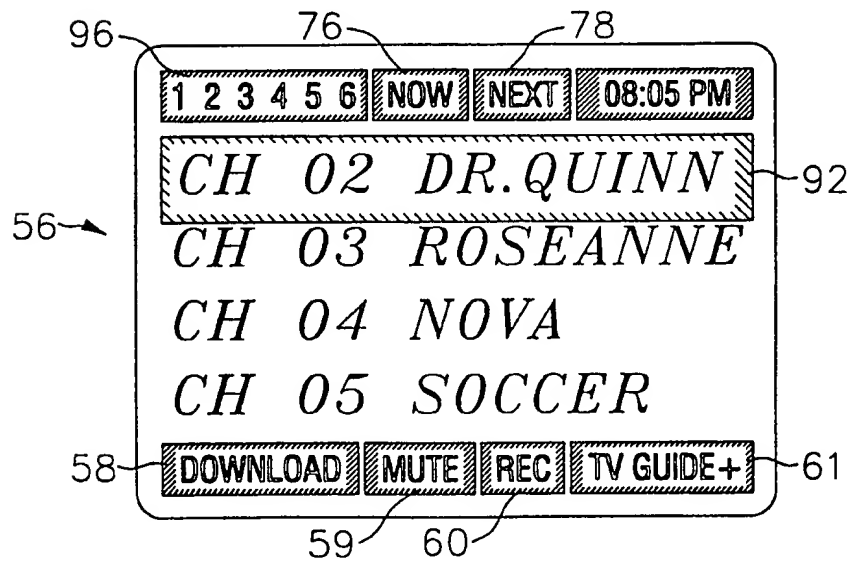 96 76 78
1 2 3 4 5 6 NOW NEXT 08:05 PM
CH 02 DR.QUINN 92
56 CH 03 ROSEANNE
CH 04 NOVA
CH 05 SOCCER
58 DOWNLOAD MUTE REC TV GUIDE+ 61
59 60